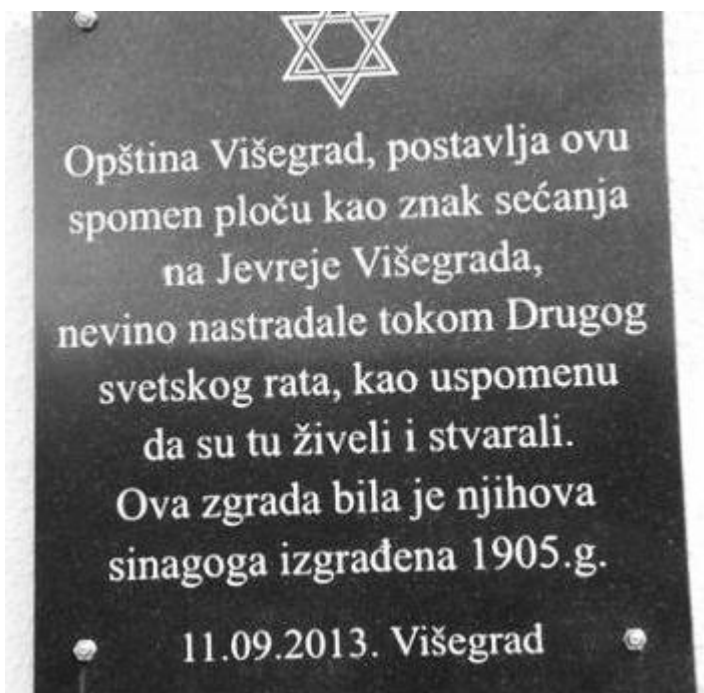 Opština Višegrad, postavlja ovu
spomen ploču kao znak sećanja
na Jevreje Višegrada,
nevino nastradale tokom Drugog
svetskog rata, kao uspomenu
da su tu živeli i stvarali.
Ova zgrada bila je njihova
sinagoga izgrađena 1905.g.
11.09.2013. Višegrad